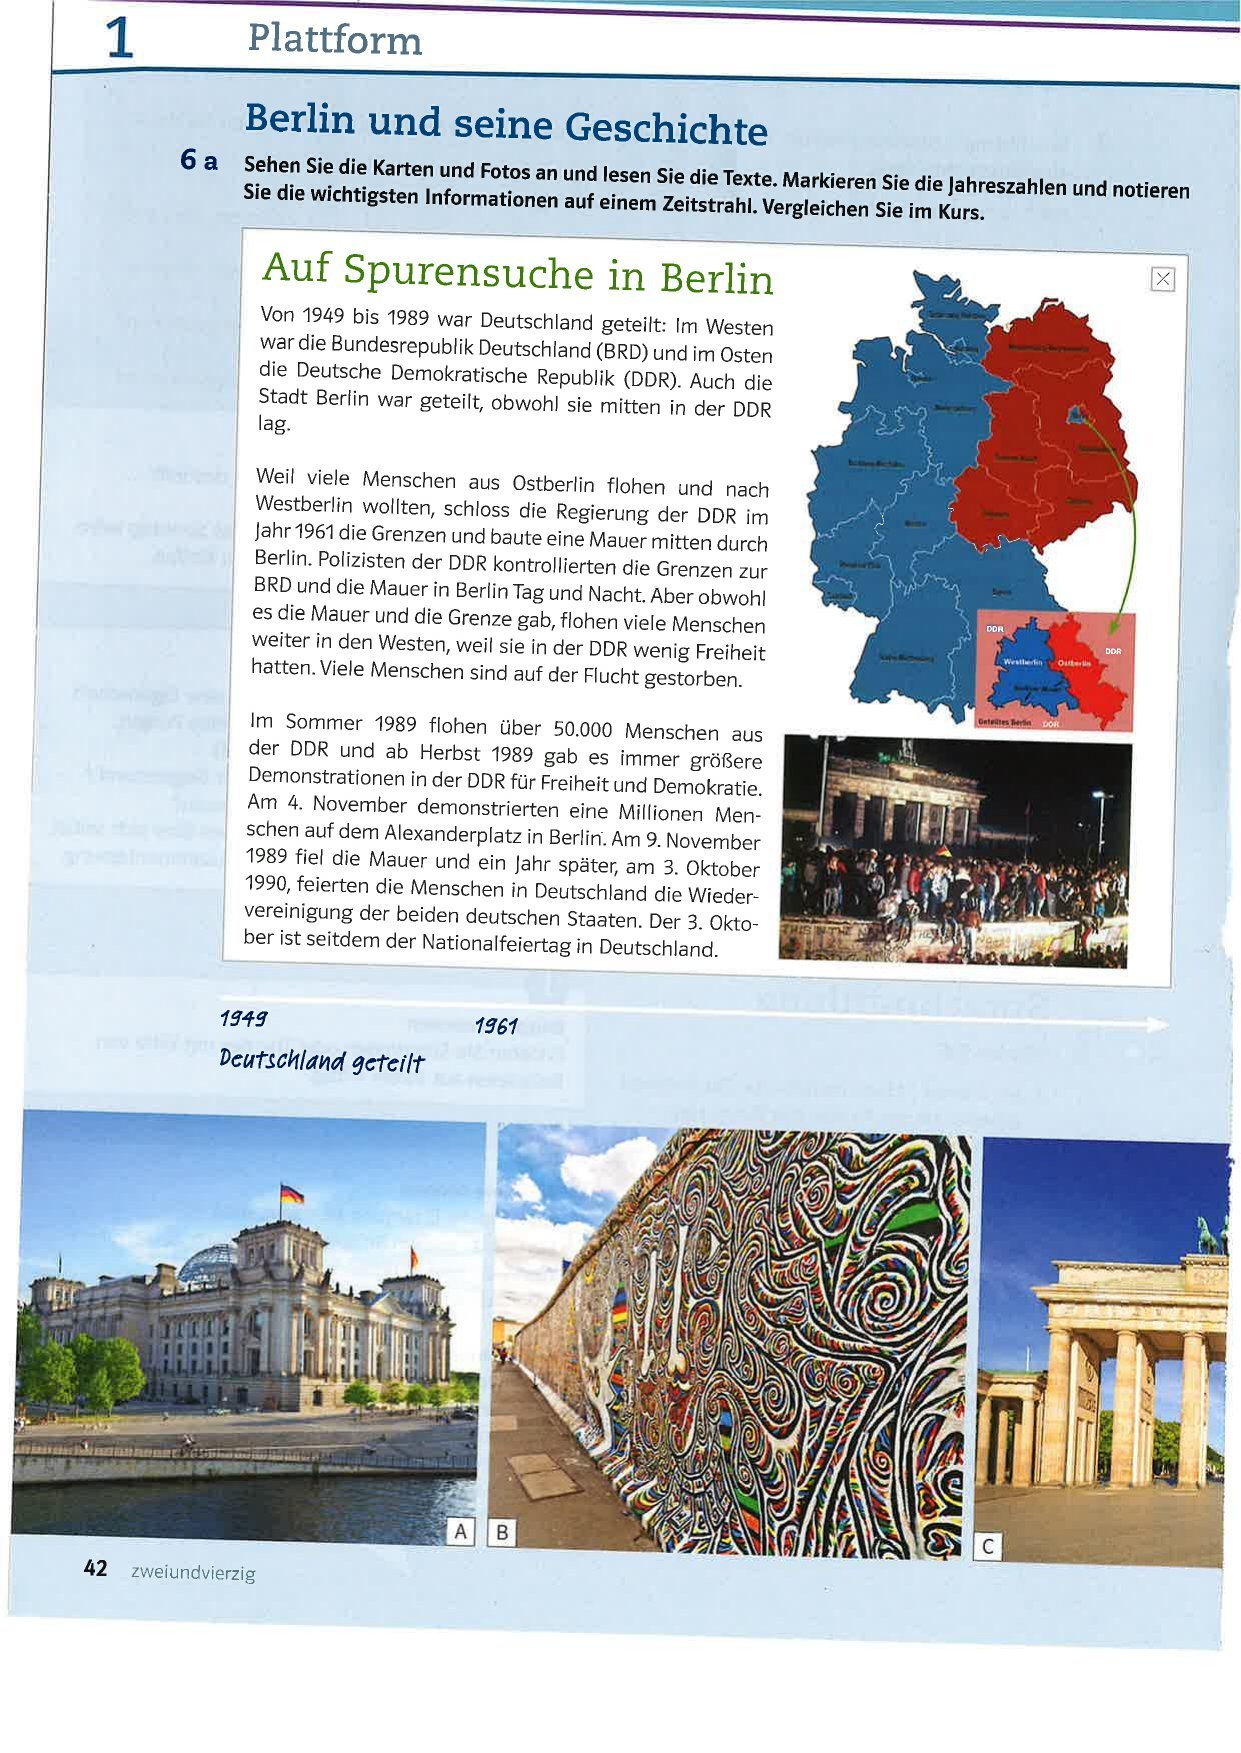 1
Plattform
Berlin und seine Geschichte
6 a
Sehen Sie die Karten und Fotos an und lesen Sie die Texte. Markieren Sie die Jahreszahlen und notieren
Sie die wichtigsten Informationen auf einem Zeitstrahl. Vergleichen Sie im Kurs.
Auf Spurensuche in Berlin
Von 1949 bis 1989 war Deutschland geteilt: Im Westen
war die Bundesrepublik Deutschland (BRD) und im Osten
die Deutsche Demokratische Republik (DDR). Auch die
Stadt Berlin war geteilt, obwohl sie mitten in der DDR
lag.
Weil viele Menschen aus Ostberlin flohen und nach
Westberlin wollten, schloss die Regierung der DDR im
Jahr 1961 die Grenzen und baute eine Mauer mitten durch
Berlin. Polizisten der DDR kontrollierten die Grenzen zur
BRD und die Mauer in Berlin Tag und Nacht. Aber obwohl
es die Mauer und die Grenze gab, flohen viele Menschen
weiter in den Westen, weil sie in der DDR wenig Freiheit
hatten. Viele Menschen sind auf der Flucht gestorben.
Im Sommer 1989 flohen über 50.000 Menschen aus
der DDR und ab Herbst 1989 gab es immer größere
Demonstrationen in der DDR für Freiheit und Demokratie.
Am 4. November demonstrierten eine Millionen Men-
schen auf dem Alexanderplatz in Berlin. Am 9. November
1989 fiel die Mauer und ein Jahr später, am 3. Oktober
1990, feierten die Menschen in Deutschland die Wieder-
vereinigung der beiden deutschen Staaten. Der 3. Okto-
ber ist seitdem der Nationalfeiertag in Deutschland.
DDR
DDR
Westberlin
Ostberlin
Geteiltes Berlin
DDR
1949
1961
Deutschland geteilt
A
B
C
42
zweiundvierzig